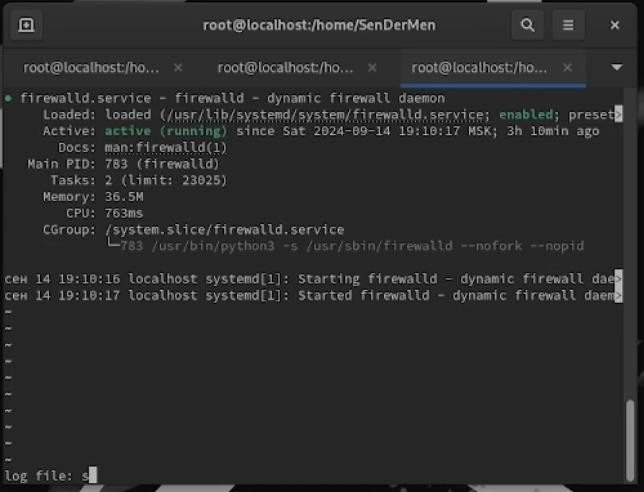 root@localhost:/home/SenDerMen
root@localhost:/ho... × root@localhost:/ho... × root@localhost:/ho... ×
● firewalld.service - firewalld - dynamic firewall daemon
Loaded: loaded (/usr/lib/systemd/system/firewalld.service; enabled; preset>
Active: active (running) since Sat 2024-09-14 19:10:17 MSK; 3h 10min ago
Docs: man:firewalld(1)
Main PID: 783 (firewalld)
Tasks: 2 (limit: 23025)
Memory: 36.5M
CPU: 763ms
CGroup: /system.slice/firewalld.service
└─783 /usr/bin/python3 -s /usr/sbin/firewalld --nofork --nopid
сен 14 19:10:16 localhost systemd[1]: Starting firewalld - dynamic firewall dae>
сен 14 19:10:17 localhost systemd[1]: Started firewalld - dynamic firewall daem>
~
~
~
~
~
~
~
~
~
~
log file: s